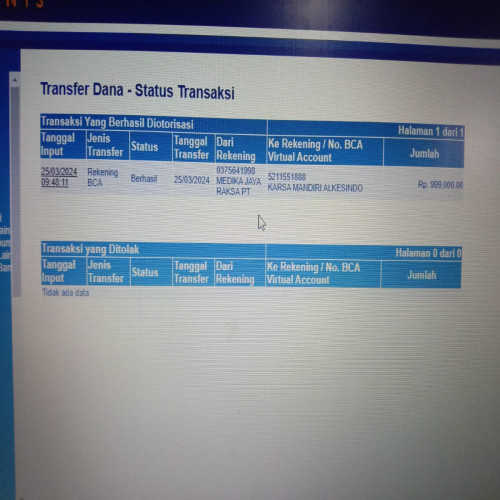 NIS
Transfer Dana - Status Transaksi
Transaksi Yang Berhasil Diotorisasi Halaman 1 dari 1
Tanggal Input Jenis Transfer Status Tanggal Transfer Dari Rekening Ke Rekening / No. BCA Virtual Account Jumlah
25/03/2024 09:48:11 Rekening BCA Berhasil 25/03/2024 0375641998 MEDIKA JAYA RAKSA PT 5211551888 KARSA MANDIRI ALKESINDO Rp. 999,000.00
Transaksi yang Ditolak Halaman 0 dari 0
Tanggal Input Jenis Transfer Status Tanggal Transfer Dari Rekening Ke Rekening / No. BCA Virtual Account Jumlah
Tidak ada data